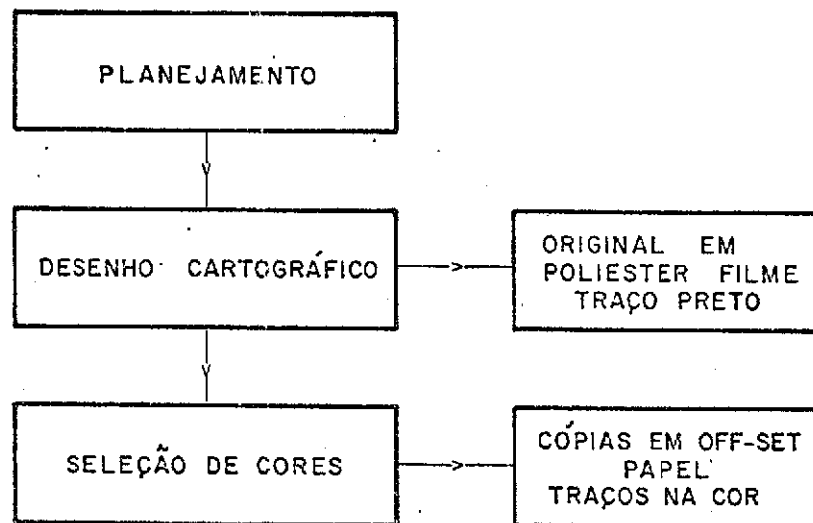 PLANEJAMENTO
DESENHO CARTOGRÁFICO
ORIGINAL EM
POLIESTER FILME
TRAÇO PRETO
SELEÇÃO DE CORES
CÓPIAS EM OFF-SET
PAPEL
TRAÇOS NA COR